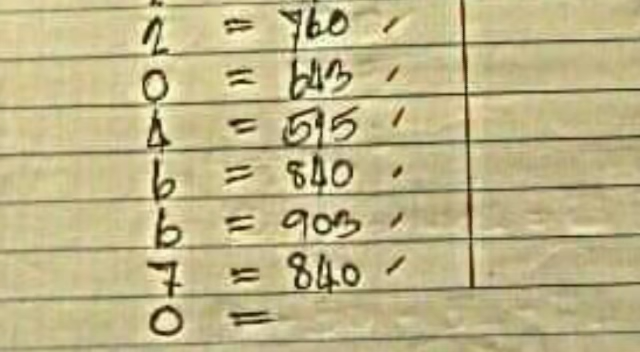 2 = 760 ✓
0 = 643 ✓
4 = 595 ✓
6 = 840 ✓
6 = 903 ✓
7 = 840 ✓
0 =